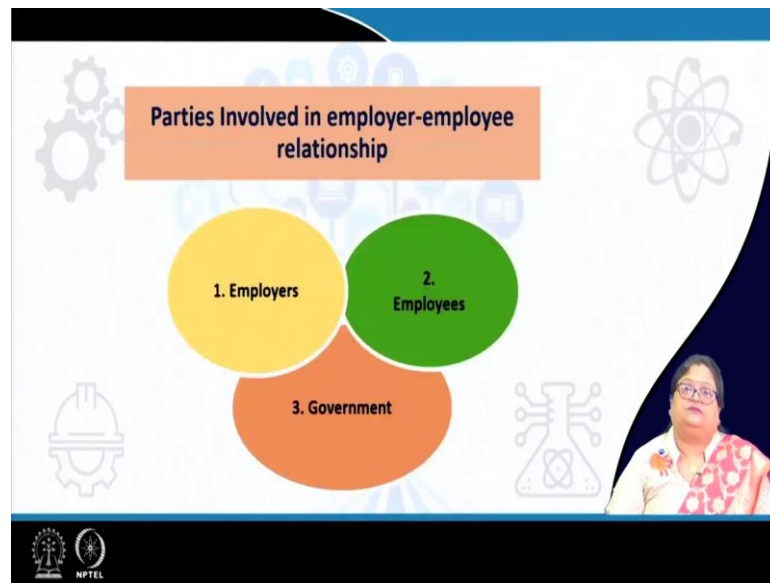 Parties Involved in employer-employee
relationship
1. Employers
2.
Employees
3. Government
NPTEL